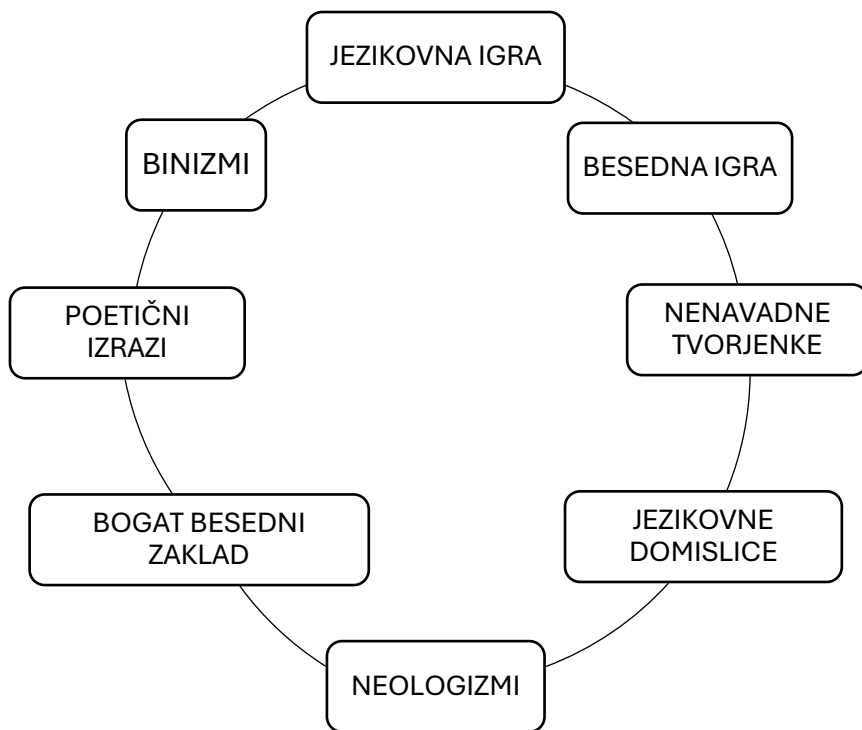 JEZIKOVNA IGRA
BESEDNA IGRA
NENAVADNE
TVORJENKE
JEZIKOVNE
DOMISLICE
NEOLOGIZMI
BOGAT BESEDNI
ZAKLAD
POETIČNI
IZRAZI
BINIZMI